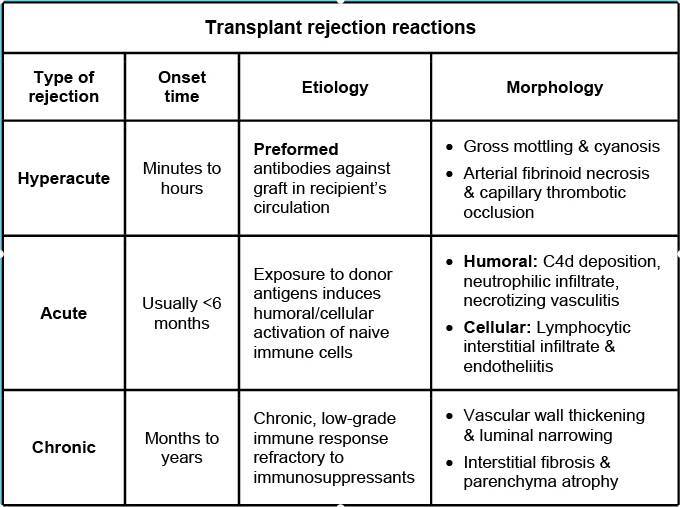 Transplant rejection reactions
Type of
rejection
Onset
time
Etiology
Morphology
Hyperacute
Minutes to
hours
Preformed
antibodies against
graft in recipient's
circulation
• Gross mottling & cyanosis
• Arterial fibrinoid necrosis
& capillary thrombotic
occlusion
Acute
Usually <6
months
Exposure to donor
antigens induces
humoral/cellular
activation of naive
immune cells
• Humoral: C4d deposition,
neutrophilic infiltrate,
necrotizing vasculitis
• Cellular: Lymphocytic
interstitial infiltrate &
endotheliitis
Chronic
Months to
years
Chronic, low-grade
immune response
refractory to
immunosuppressants
• Vascular wall thickening
& luminal narrowing
• Interstitial fibrosis &
parenchyma atrophy